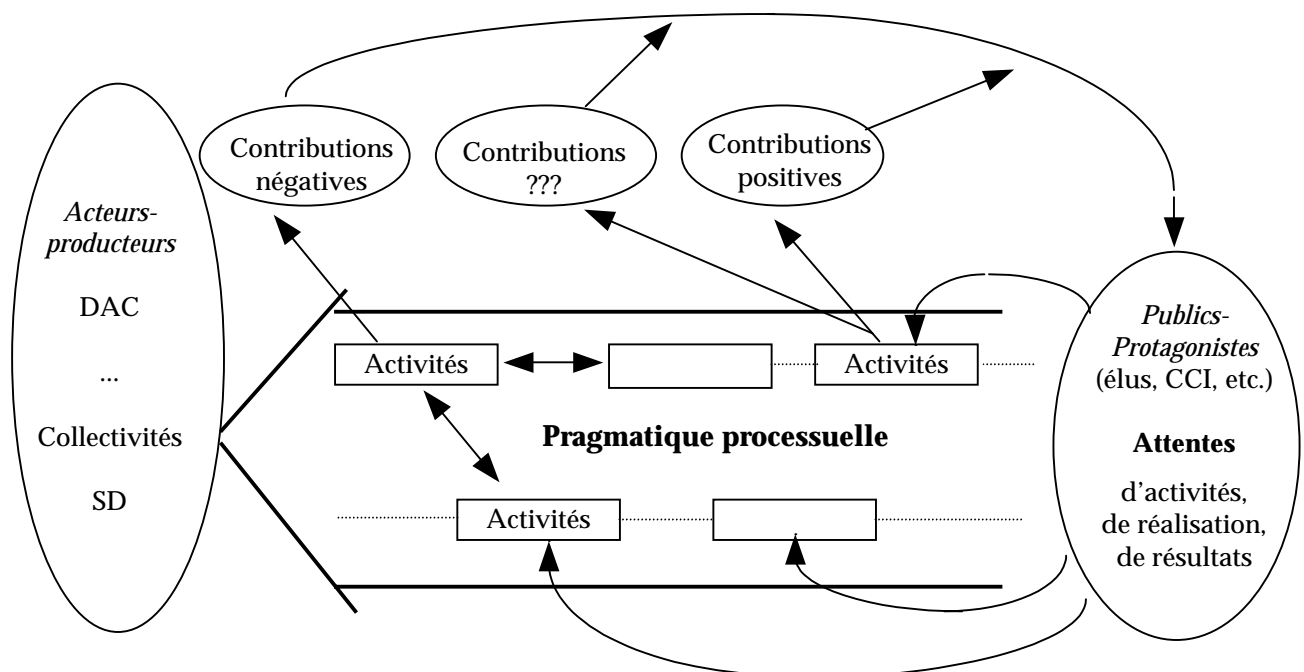 Contributions
négatives
Contributions
???
Contributions
positives
Acteurs-
producteurs
DAC
...
Collectivités
SD
Activités
Activités
Pragmatique processuelle
Activités
Publics-
Protagonistes
(élus, CCI, etc.)
Attentes
d'activités,
de réalisation,
de résultats